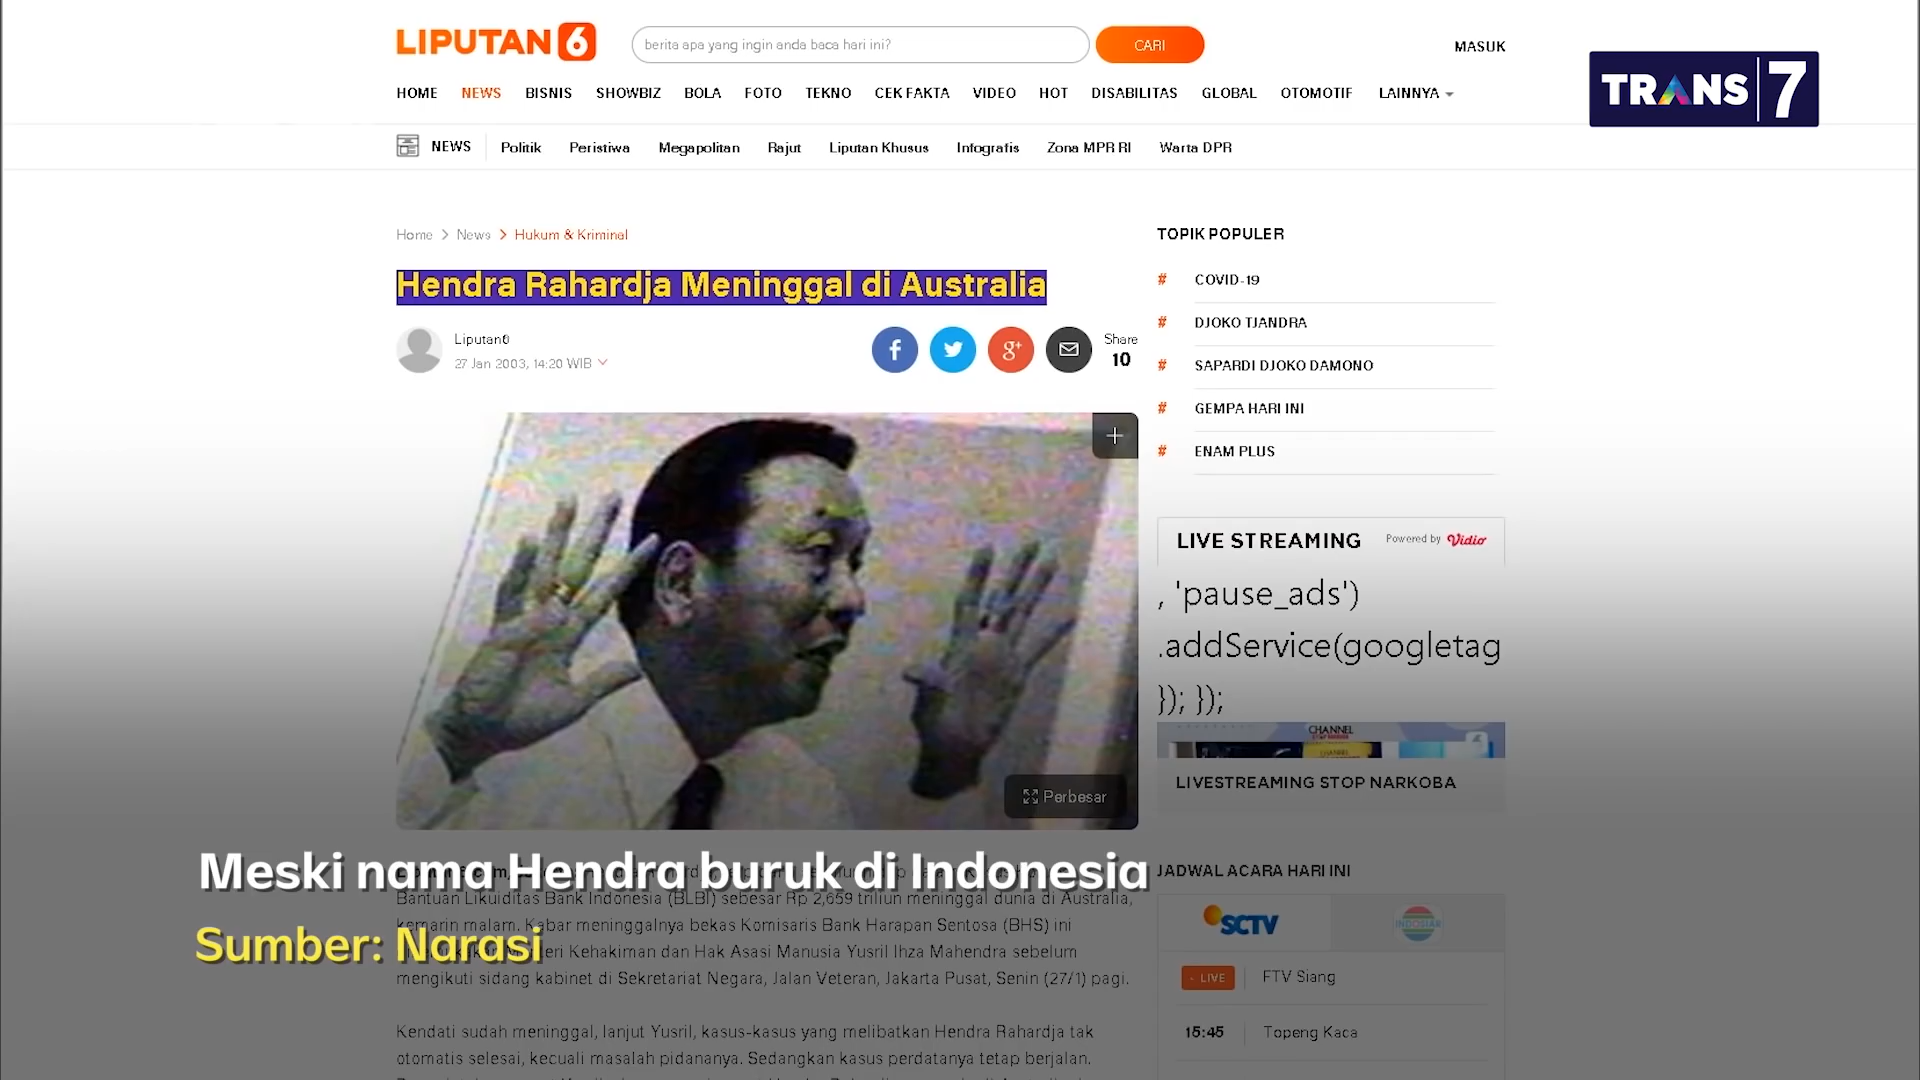 LIPUTAN 6
berita apa yang ingin anda baca hari ini?
CARI
MASUK
TRANS 7
HOME NEWS BISNIS SHOWBIZ BOLA FOTO TEKNO CEK FAKTA VIDEO HOT DISABILITAS GLOBAL OTOMOTIF LAINNYA
NEWS Politik Peristiwa Megapolitan Rajut Liputan Khusus Infografis Zona MPR RI Warta DPR
Home > News > Hukum & Kriminal
Hendra Rahardja Meninggal di Australia
Liputan6
27 Jan 2003, 14:20 WIB
Share
10
Perbesar
Meski nama Hendra buruk di Indonesia
Bantuan Likuiditas Bank Indonesia (BLBI) sebesar Rp 2,659 triliun meninggal dunia di Australia,
kemarin malam. Kabar meninggalnya bekas Komisaris Bank Harapan Sentosa (BHS) ini
Sumber: Narasi
Kehakiman dan Hak Asasi Manusia Yusril Ihza Mahendra sebelum
mengikuti sidang kabinet di Sekretariat Negara, Jalan Veteran, Jakarta Pusat, Senin (27/1) pagi.
Kendati sudah meninggal, lanjut Yusril, kasus-kasus yang melibatkan Hendra Rahardja tak
otomatis selesai, kecuali masalah pidananya. Sedangkan kasus perdatanya tetap berjalan.
TOPIK POPULER
# COVID-19
# DJOKO TJANDRA
# SAPARDI DJOKO DAMONO
# GEMPA HARI INI
# ENAM PLUS
LIVE STREAMING Powered by Vidio
, 'pause_ads')
.addService(googletag
}); });
CHANNEL
LIVESTREAMING STOP NARKOBA
JADWAL ACARA HARI INI
SCTV INDOSIAR
LIVE FTV Siang
15:45 Topeng Kaca